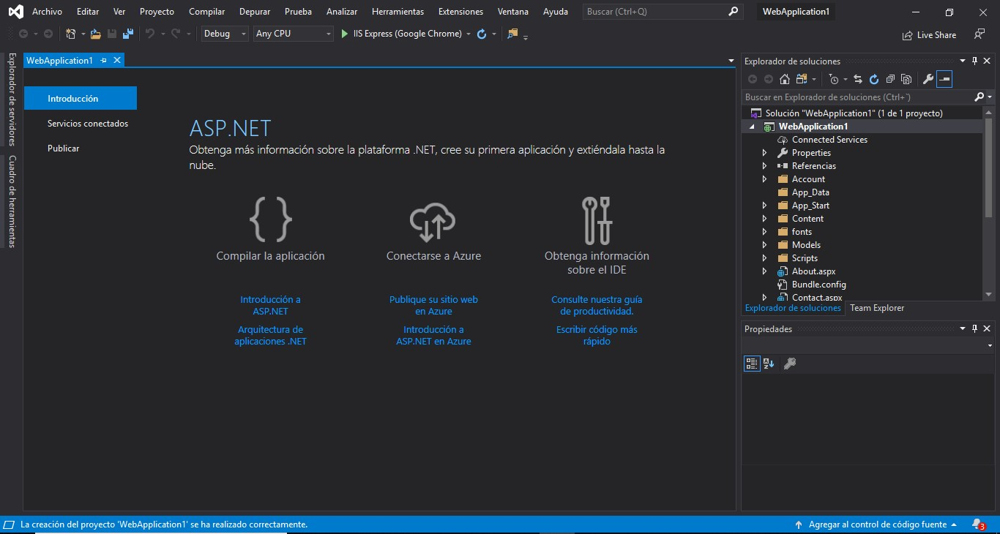 Archivo Editar Ver Proyecto Compilar Depurar Prueba Analizar Herramientas Extensiones Ventana Ayuda Buscar (Ctrl+Q) WebApplication1
Debug Any CPU IIS Express (Google Chrome) Live Share
Explorador de servidores
Cuadro de herramientas
WebApplication1
Introducción
Servicios conectados
Publicar
ASP.NET
Obtenga más información sobre la plataforma .NET, cree su primera aplicación y extiéndala hasta la
nube.
Compilar la aplicación
Introducción a
ASP.NET
Arquitectura de
aplicaciones .NET
Conectarse a Azure
Publique su sitio web
en Azure
Introducción a
ASP.NET en Azure
Obtenga información
sobre el IDE
Consulte nuestra guía
de productividad.
Escribir código más
rápido
Explorador de soluciones
Buscar en Explorador de soluciones (Ctrl+`)
Solución "WebApplication1" (1 de 1 proyecto)
WebApplication1
Connected Services
Properties
Referencias
Account
App_Data
App_Start
Content
fonts
Models
Scripts
About.aspx
Bundle.config
Contact.aspx
Explorador de soluciones Team Explorer
Propiedades
La creación del proyecto 'WebApplication1' se ha realizado correctamente.
Agregar al control de código fuente
3